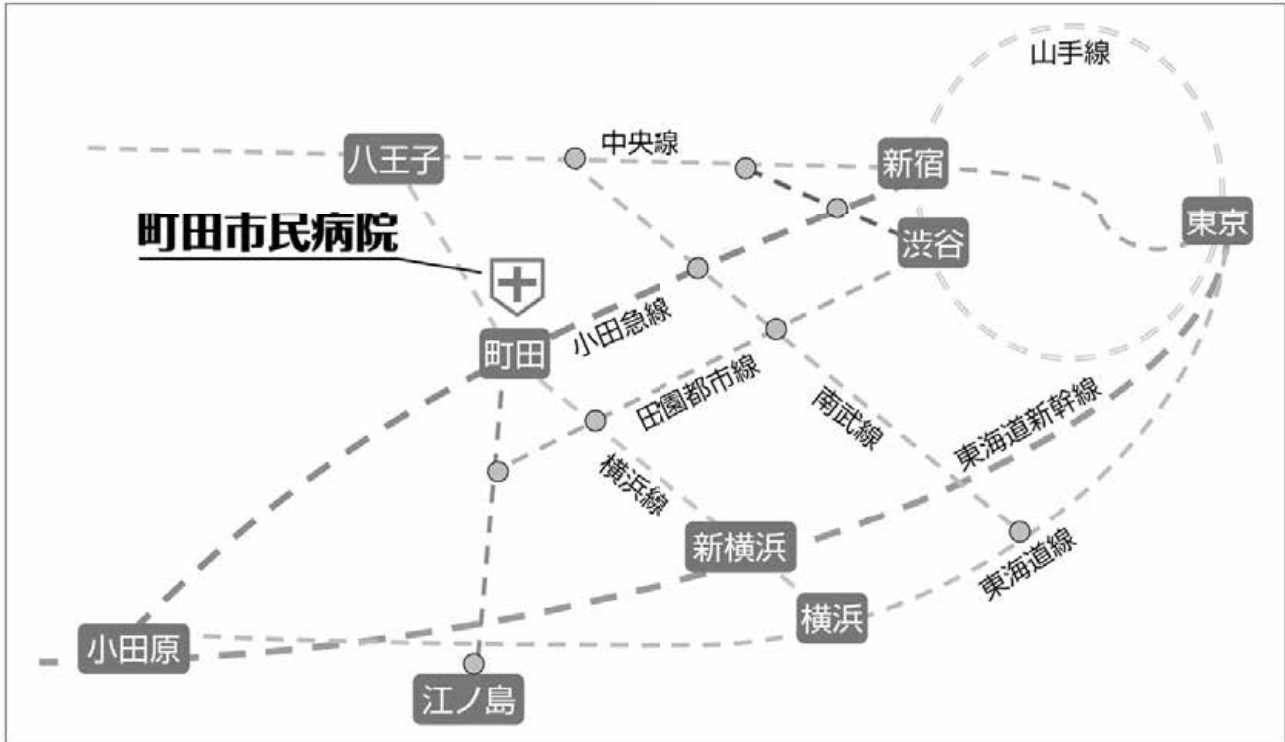 山手線
中央線
八王子
新宿
町田市民病院
東京
渋谷
小田急線
町田
田園都市線
南武線
東海道新幹線
横浜線
新横浜
東海道線
横浜
小田原
江ノ島